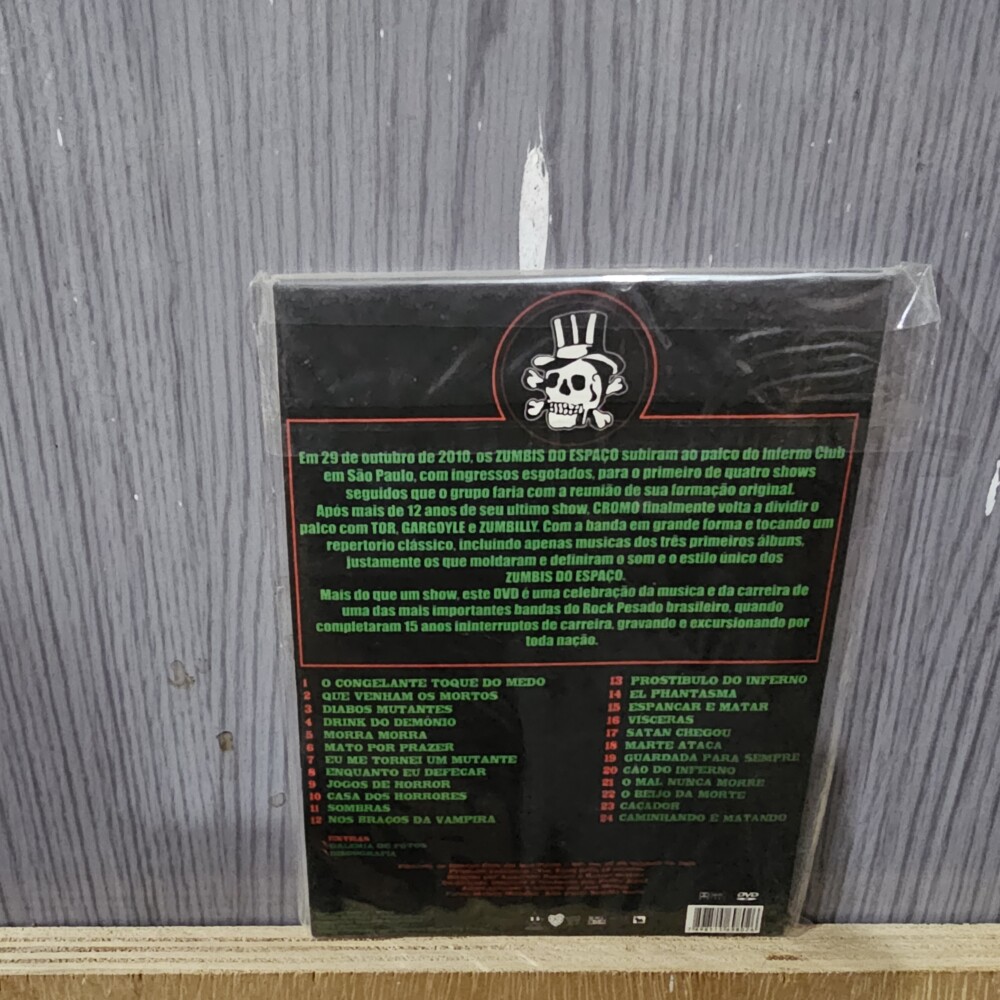 Em 29 de outubro de 2010, os ZUMBIS DO ESPAÇO subiram ao palco do Inferno Club
em São Paulo, com ingressos esgotados, para o primeiro de quatro shows
seguidos que o grupo faria com a reunião de sua formação original.
Após mais de 12 anos de seu ultimo show, CROMO finalmente volta a dividir o
palco com TOR, GARGOYLE e ZUMBILLY. Com a banda em grande forma e tocando um
repertorio clássico, incluindo apenas musicas dos três primeiros álbuns,
justamente os que moldaram e definiram o som e o estilo único dos
ZUMBIS DO ESPAÇO.
Mais do que um show, este DVD é uma celebração da musica e da carreira de
uma das mais importantes bandas do Rock Pesado brasileiro, quando
completaram 15 anos ininterruptos de carreira, gravando e excursionando por
toda nação.
1 O CONGELANTE TOQUE DO MEDO
2 QUE VENHAM OS MORTOS
3 DIABOS MUTANTES
4 DRINK DO DEMÔNIO
5 MORRA MORRA
6 MATO POR PRAZER
7 EU ME TORNEI UM MUTANTE
8 ENQUANTO EU DEFECAR
9 JOGOS DE HORROR
10 CASA DOS HORRORES
11 SOMBRAS
12 NOS BRAÇOS DA VAMPIRA
13 PROSTÍBULO DO INFERNO
14 EL PHANTASMA
15 ESPANCAR E MATAR
16 VÍSCERAS
17 SATAN CHEGOU
18 MARTE ATACA
19 GUARDADA PARA SEMPRE
20 CÃO DO INFERNO
21 O MAL NUNCA MORRE
22 O BEIJO DA MORTE
23 CAÇADOR
24 CAMINHANDO E MATANDO
EXTRAS
GALERIA DE FOTOS
DISCOGRAFIA
DVD